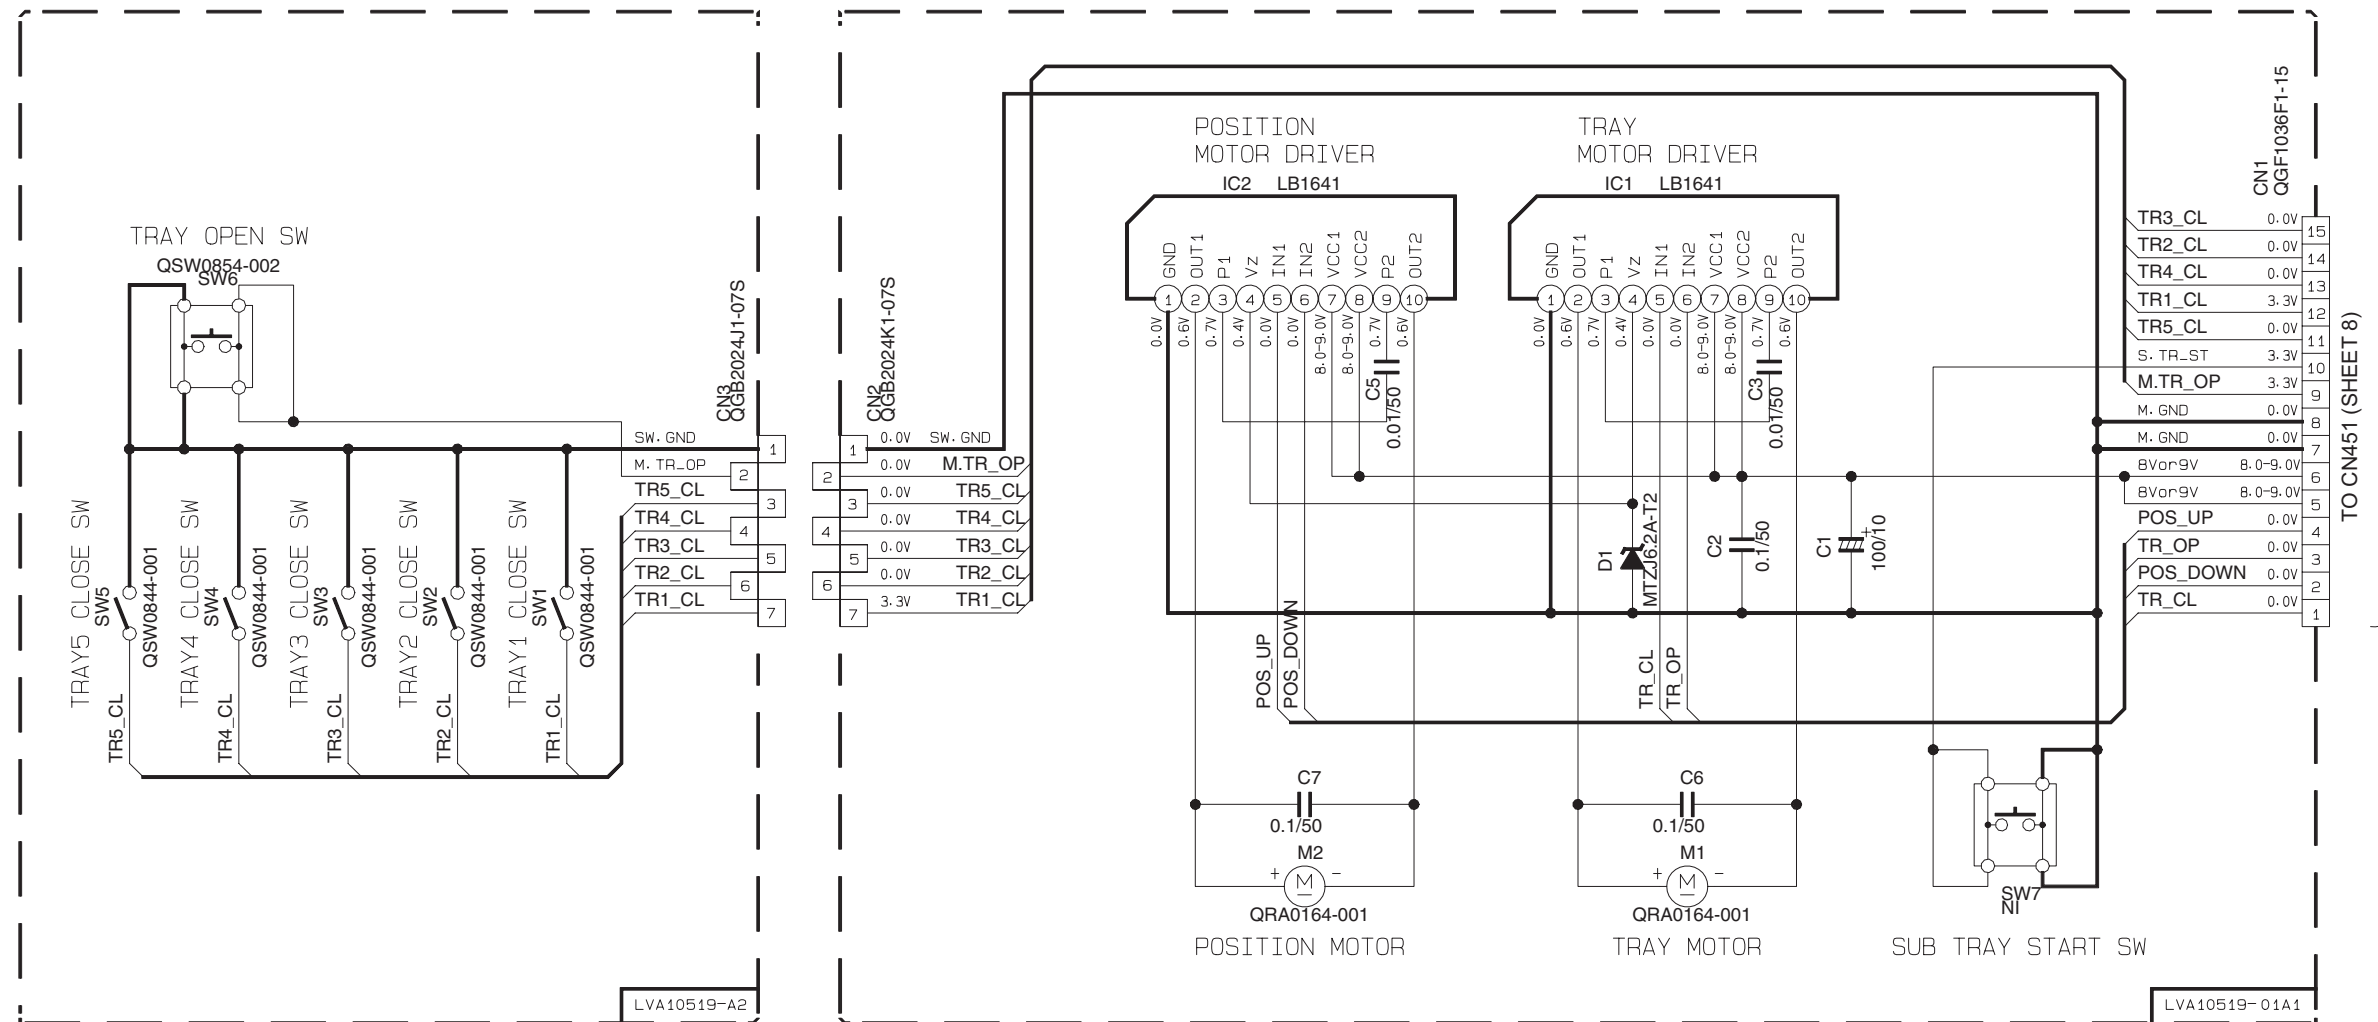 TRAY OPEN SW
QSW0854-002
SW6
SW. GND
M. TR_OP
TR5_CL
TR4_CL
TR3_CL
TR2_CL
TR1_CL
1
2
3
4
5
6
7
CN3
QGB2024J1-07S
TRAY5 CLOSE SW
SW5
QSW0844-001
TRAY4 CLOSE SW
SW4
QSW0844-001
TRAY3 CLOSE SW
SW3
QSW0844-001
TRAY2 CLOSE SW
SW2
QSW0844-001
TRAY1 CLOSE SW
SW1
QSW0844-001
TR5_CL
TR4_CL
TR3_CL
TR2_CL
TR1_CL
LVA10519-A2
CN2
QGB2024K1-07S
1 0.0V SW. GND
2 0.0V M.TR_OP
3 0.0V TR5_CL
4 0.0V TR4_CL
5 0.0V TR3_CL
6 0.0V TR2_CL
7 3.3V TR1_CL
POSITION
MOTOR DRIVER
IC2 LB1641
GND OUT1 P1 Vz IN1 IN2 VCC1 VCC2 P2 OUT2
1 2 3 4 5 6 7 8 9 10
0.0V 0.6V 0.7V 0.4V 0.0V 0.0V 8.0-9.0V 8.0-9.0V 0.7V 0.6V
C5
0.01/50
TRAY
MOTOR DRIVER
IC1 LB1641
GND OUT1 P1 Vz IN1 IN2 VCC1 VCC2 P2 OUT2
1 2 3 4 5 6 7 8 9 10
0.0V 0.6V 0.7V 0.4V 0.0V 0.0V 8.0-9.0V 8.0-9.0V 0.7V 0.6V
C3
0.01/50
D1
MTZJ6.2A-T2
C2
0.1/50
C1
+
100/10
POS_UP
POS_DOWN
TR_CL
TR_OP
C7
0.1/50
M2
+ M -
QRA0164-001
POSITION MOTOR
C6
0.1/50
M1
+ M -
QRA0164-001
TRAY MOTOR
SW7
NI
SUB TRAY START SW
CN1
QGF1036F1-15
TR3_CL 0.0V 15
TR2_CL 0.0V 14
TR4_CL 0.0V 13
TR1_CL 3.3V 12
TR5_CL 0.0V 11
S. TR_ST 3.3V 10
M.TR_OP 3.3V 9
M. GND 0.0V 8
M. GND 0.0V 7
8Vor9V 8.0-9.0V 6
8Vor9V 8.0-9.0V 5
POS_UP 0.0V 4
TR_OP 0.0V 3
POS_DOWN 0.0V 2
TR_CL 0.0V 1
TO CN451 (SHEET 8)
LVA10519-01A1